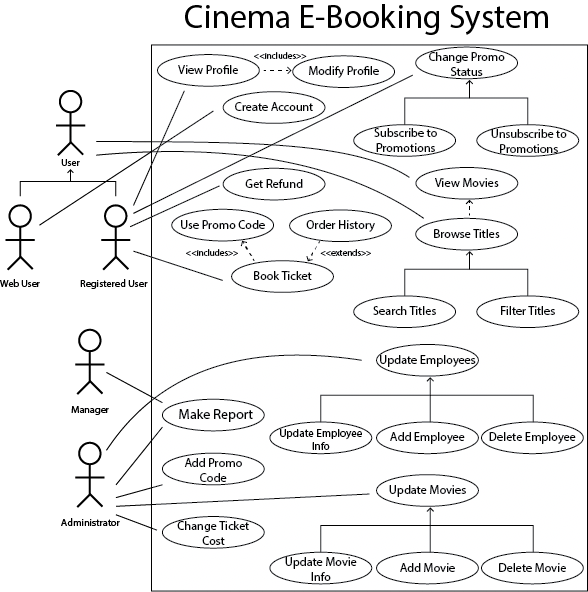 Cinema E-Booking System
<<includes>>
View Profile
Modify Profile
Change Promo
Status
Create Account
Subscribe to
Promotions
Unsubscribe to
Promotions
User
Get Refund
View Movies
Use Promo Code
Order History
Browse Titles
<<includes>>
<<extends>>
Web User
Registered User
Book Ticket
Search Titles
Filter Titles
Update Employees
Manager
Make Report
Update Employee
Info
Add Employee
Delete Employee
Add Promo
Code
Update Movies
Administrator
Change Ticket
Cost
Update Movie
Info
Add Movie
Delete Movie